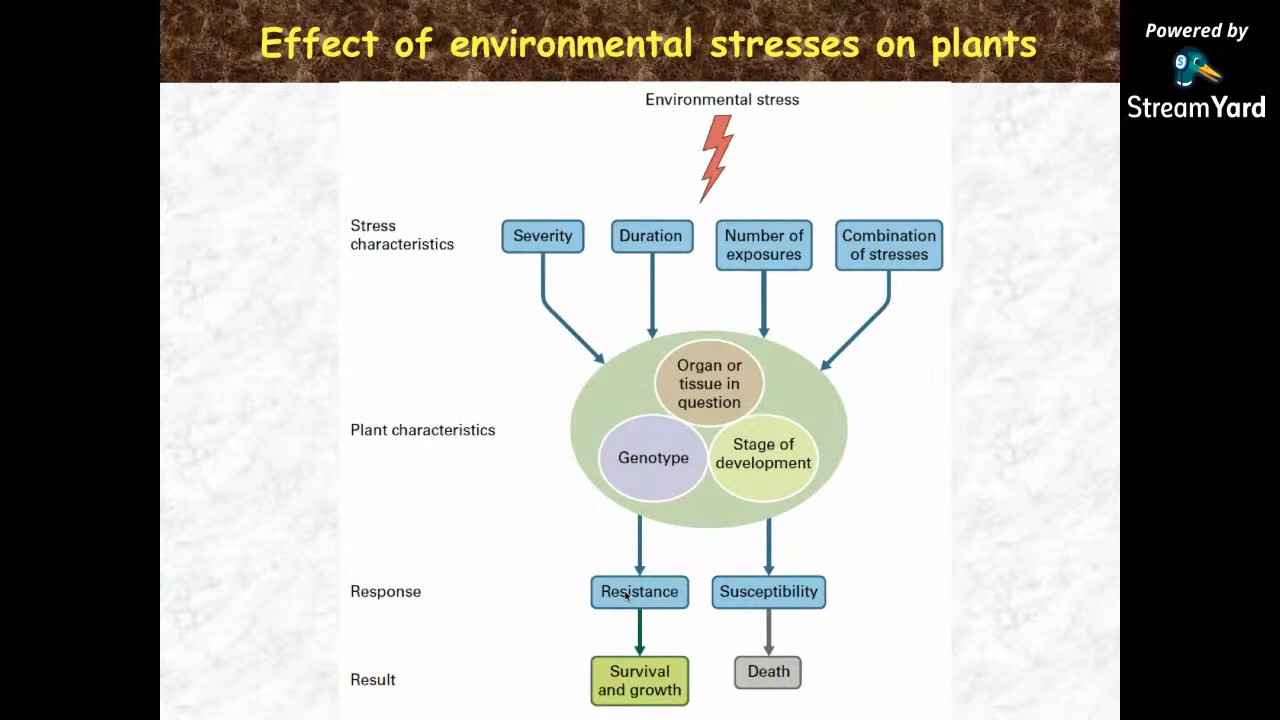 Effect of environmental stresses on plants
Powered by
StreamYard
Environmental stress
Stress
characteristics
Severity
Duration
Number of
exposures
Combination
of stresses
Plant characteristics
Organ or
tissue in
question
Genotype
Stage of
development
Response
Resistance
Susceptibility
Result
Survival
and growth
Death